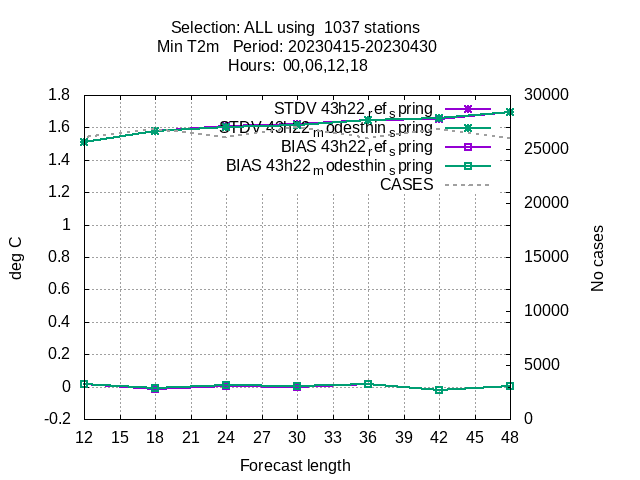 Selection: ALL using  1037 stations
Min T2m   Period: 20230415-20230430
Hours: 00,06,12,18
STDV 43h22_ref_spring
STDV 43h22_modesthin_spring
BIAS 43h22_ref_spring
BIAS 43h22_modesthin_spring
CASES
1.8
1.6
1.4
1.2
1
0.8
0.6
0.4
0.2
0
-0.2
deg C
30000
25000
20000
15000
10000
5000
0
No cases
12 15 18 21 24 27 30 33 36 39 42 45 48
Forecast length